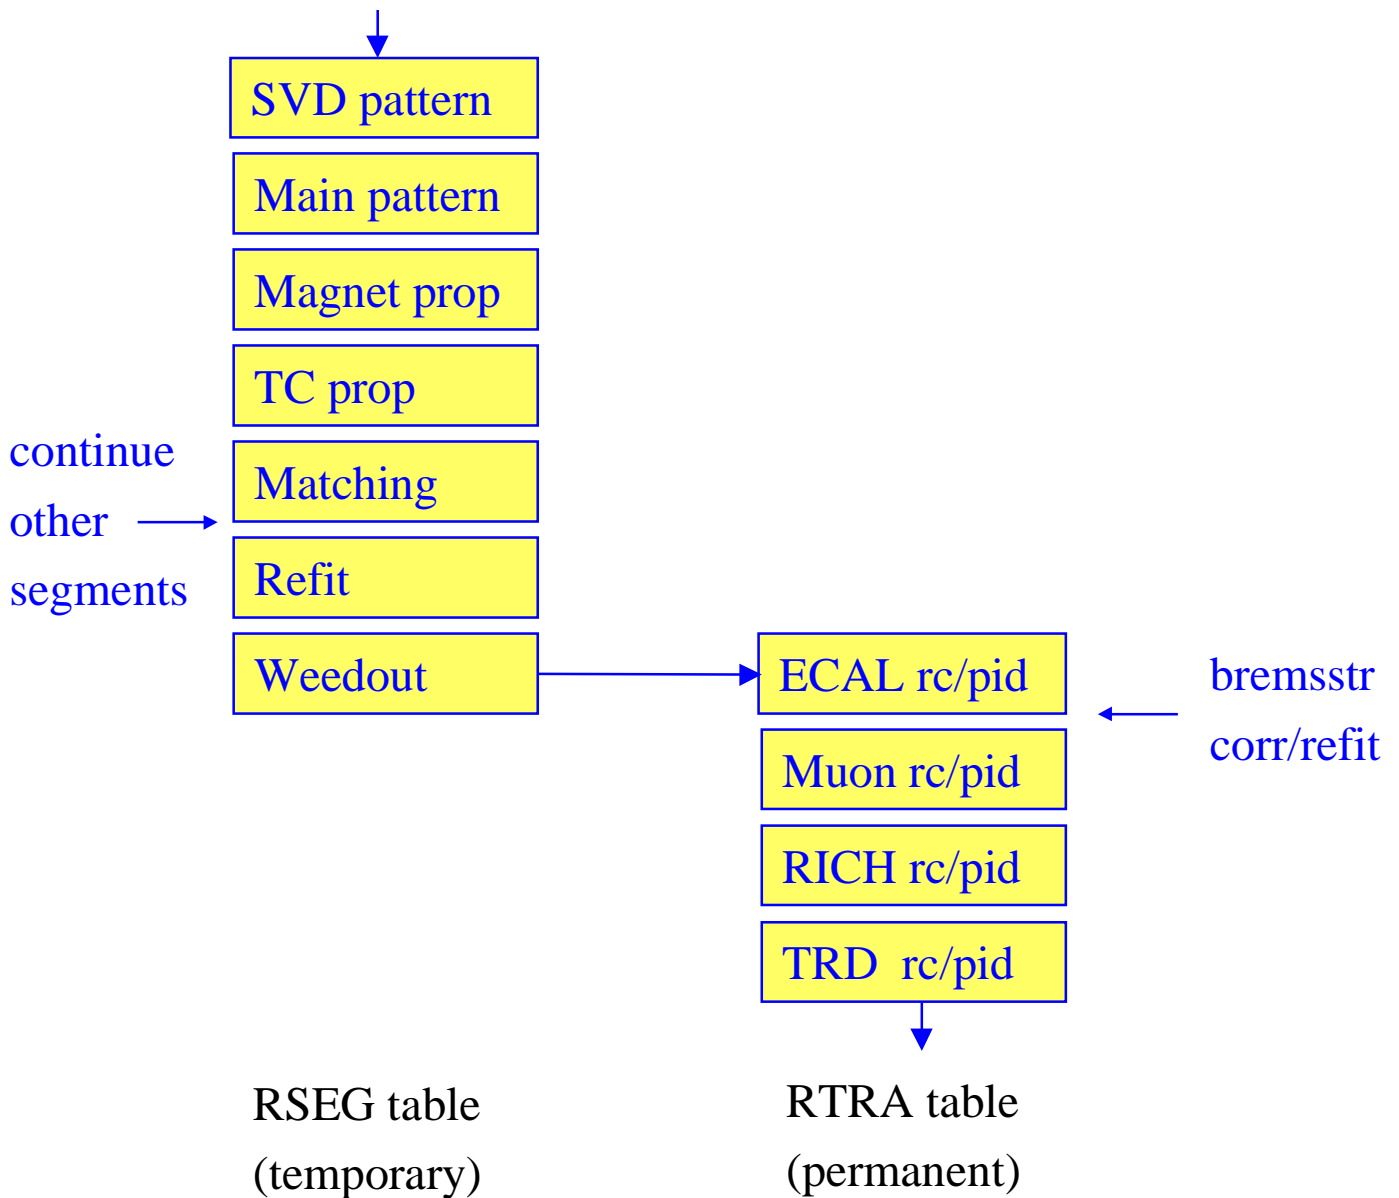 SVD pattern
Main pattern
Magnet prop
TC prop
continue
other
segments
Matching
Refit
Weedout
ECAL rc/pid
bremsstr
corr/refit
Muon rc/pid
RICH rc/pid
TRD rc/pid
RSEG table
(temporary)
RTRA table
(permanent)